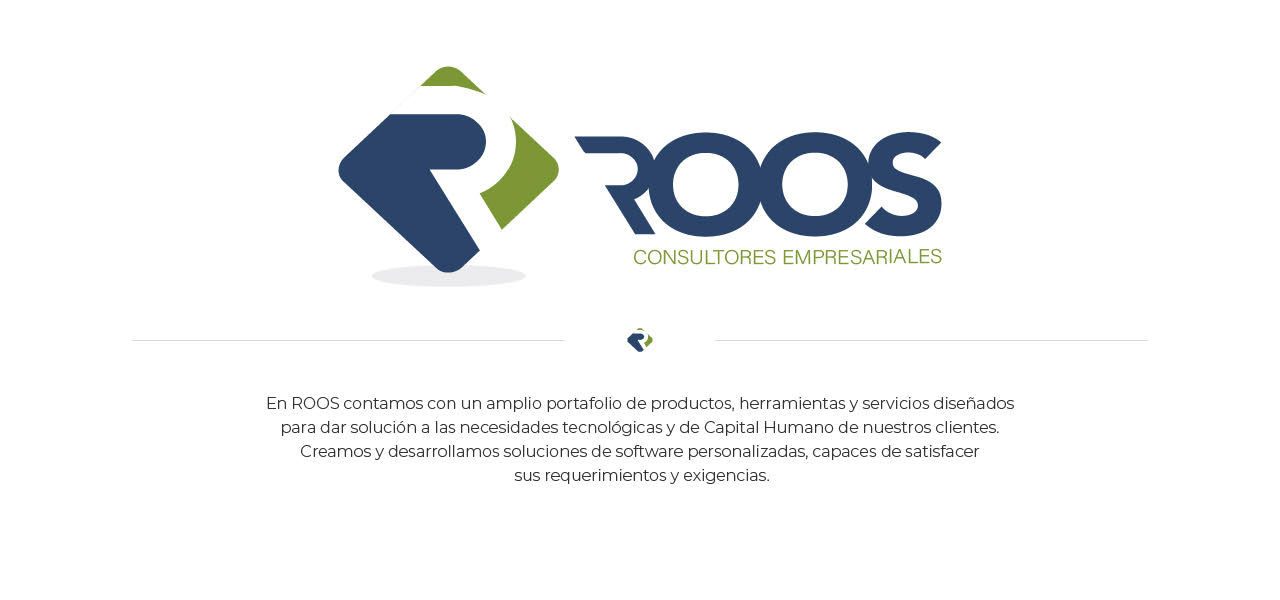 ROOS
CONSULTORES EMPRESARIALES
En ROOS contamos con un amplio portafolio de productos, herramientas y servicios diseñados
para dar solución a las necesidades tecnológicas y de Capital Humano de nuestros clientes.
Creamos y desarrollamos soluciones de software personalizadas, capaces de satisfacer
sus requerimientos y exigencias.